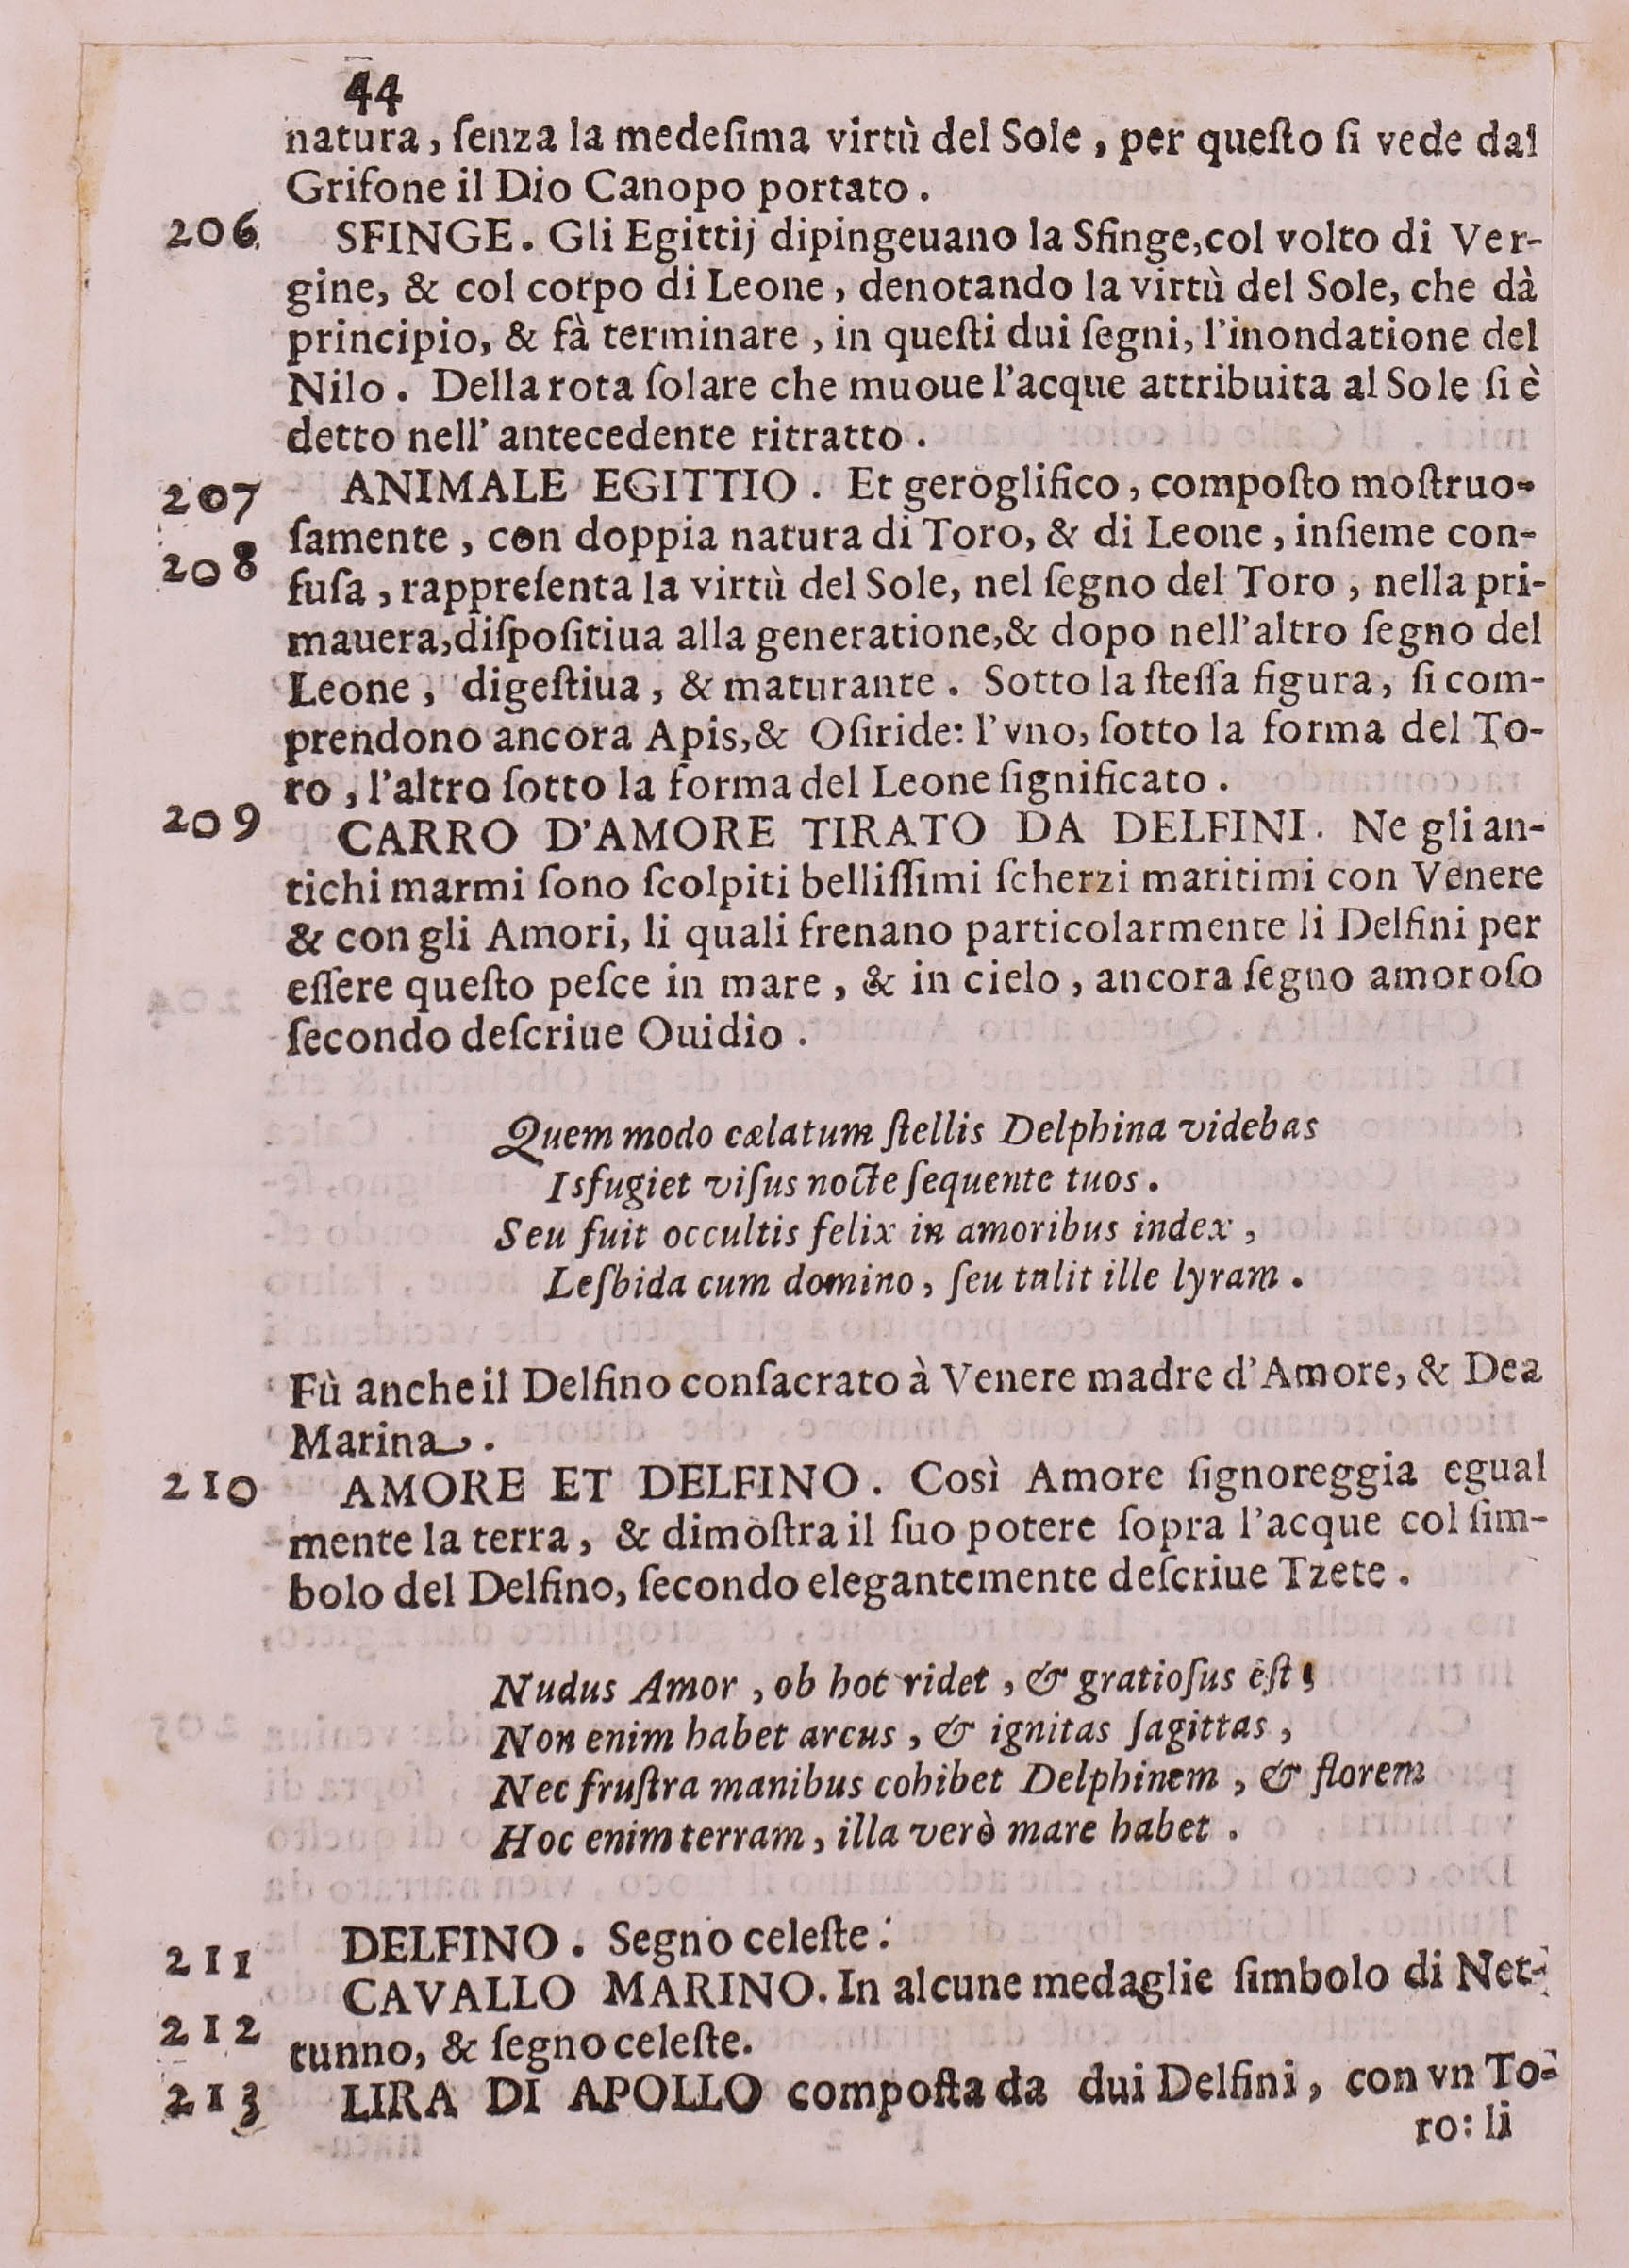 44
natura, ſenza la medeſima virtù del Sole, per queſto ſi vede dal
Grifone il Dio Canopo portato.
206 SFINGE. Gli Egittij dipingeuano la Sfinge, col volto di Ver-
gine, & col corpo di Leone, denotando la virtù del Sole, che dà
principio, & fà terminare, in queſti dui ſegni, l'inondatione del
Nilo. Della rota ſolare che muoue l'acque attribuita al Sole ſi è
detto nell' antecedente ritratto.
207 ANIMALE EGITTIO. Et geroglifico, compoſto moſtruo-
ſamente, con doppia natura di Toro, & di Leone, inſieme con-
208 fuſa, rappreſenta la virtù del Sole, nel ſegno del Toro, nella pri-
mauera, diſpoſitiua alla generatione, & dopo nell'altro ſegno del
Leone, digeſtiua, & maturante. Sotto la ſteſſa figura, ſi com-
prendono ancora Apis, & Oſiride: l'vno, ſotto la forma del To-
ro, l'altro ſotto la forma del Leone ſignificato.
209 CARRO D'AMORE TIRATO DA DELFINI. Ne gli an-
tichi marmi ſono ſcolpiti belliſſimi ſcherzi maritimi con Venere
& con gli Amori, li quali frenano particolarmente li Delfini per
eſſere queſto peſce in mare, & in cielo, ancora ſegno amoroſo
ſecondo deſcriue Ouidio.
Quem modo cælatum ſtellis Delphina videbas
Is fugiet viſus nocte ſequente tuos.
Seu fuit occultis felix in amoribus index,
Leſbida cum domino, ſeu tulit ille lyram.
Fù anche il Delfino conſacrato à Venere madre d'Amore, & Dea
Marina.
210 AMORE ET DELFINO. Così Amore ſignoreggia egual
mente la terra, & dimoſtra il ſuo potere ſopra l'acque col ſim-
bolo del Delfino, ſecondo elegantemente deſcriue Tzete.
Nudus Amor, ob hoc ridet, & gratioſus eſt,
Non enim habet arcus, & ignitas ſagittas,
Nec fruſtra manibus cohibet Delphinem, & florem
Hoc enim terram, illa verò mare habet.
211 DELFINO. Segno celeſte.
212 CAVALLO MARINO. In alcune medaglie ſimbolo di Net-
tunno, & ſegno celeſte.
213 LIRA DI APOLLO compoſta da dui Delfini, con vn To-
ro: li